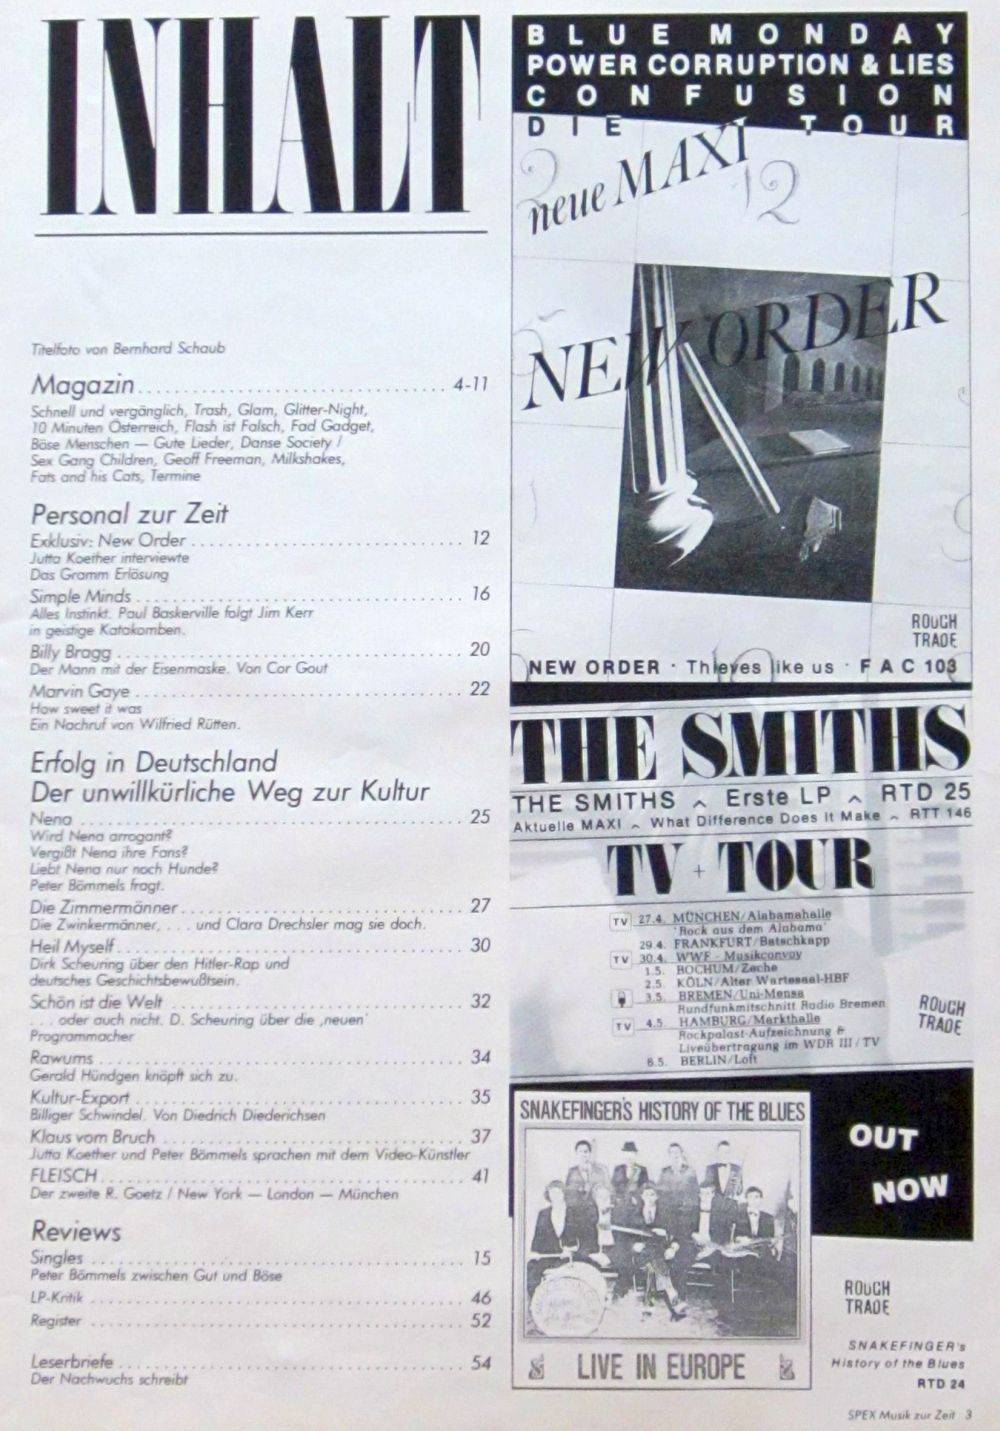 INHALT
Titelfoto von Bernhard Schaub
Magazin 4-11
Schnell und vergänglich, Trash, Glam, Glitter-Night,
10 Minuten Österreich, Flash ist Falsch, Fad Gadget,
Böse Menschen — Gute Lieder, Danse Society /
Sex Gang Children, Geoff Freeman, Milkshakes,
Fats and his Cats, Termine
Personal zur Zeit
Exklusiv: New Order 12
Jutta Koether interviewte
Das Gramm Erlösung
Simple Minds 16
Alles Instinkt. Paul Baskerville folgt Jim Kerr
in geistige Katakomben.
Billy Bragg 20
Der Mann mit der Eisenmaske. Von Cor Gout
Marvin Gaye 22
How sweet it was
Ein Nachruf von Wilfried Rütten.
Erfolg in Deutschland
Der unwillkürliche Weg zur Kultur
Nena 25
Wird Nena arrogant?
Vergißt Nena ihre Fans?
Liebt Nena nur noch Hunde?
Peter Bömmels fragt.
Die Zimmermänner 27
Die Zwinkermänner, . . . und Clara Drechsler mag sie doch.
Heil Myself 30
Dirk Scheuring über den Hitler-Rap und
deutsches Geschichtsbewußtsein.
Schön ist die Welt 32
. . . oder auch nicht. D. Scheuring über die ‚neuen'
Programmacher
Rawums 34
Gerald Hündgen knöpft sich zu.
Kultur-Export 35
Billiger Schwindel. Von Diedrich Diederichsen
Klaus vom Bruch 37
Jutta Koether und Peter Bömmels sprachen mit dem Video-Künstler
FLEISCH 41
Der zweite R. Goetz / New York — London — München
Reviews
Singles 15
Peter Bömmels zwischen Gut und Böse
LP-Kritik 46
Register 52
Leserbriefe 54
Der Nachwuchs schreibt
BLUE MONDAY
POWER CORRUPTION & LIES
CONFUSION
DIE TOUR
neue MAXI
12
NEW ORDER
ROUGH
TRADE
NEW ORDER · Thieves like us · FAC 103
THE SMITHS
THE SMITHS ^ Erste LP ^ RTD 25
Aktuelle MAXI ^ What Difference Does It Make ^ RTT 146
TV + TOUR
TV 27.4. MÜNCHEN/Alabamahalle
'Rock aus dem Alabama'
29.4. FRANKFURT/Batschkapp
TV 30.4. WWF - Musikconvoy
1.5. BOCHUM/Zeche
2.5. KÖLN/Alter Wartesaal-HBF
3.5. BREMEN/Uni-Mensa
Rundfunkmitschnitt Radio Bremen
TV 4.5. HAMBURG/Markthalle
Rockpalast-Aufzeichnung &
Liveübertragung im WDR III/TV
6.5. BERLIN/Loft
ROUGH
TRADE
SNAKEFINGER'S HISTORY OF THE BLUES
LIVE IN EUROPE
OUT
NOW
ROUGH
TRADE
SNAKEFINGER's
History of the Blues
RTD 24
SPEX Musik zur Zeit 3